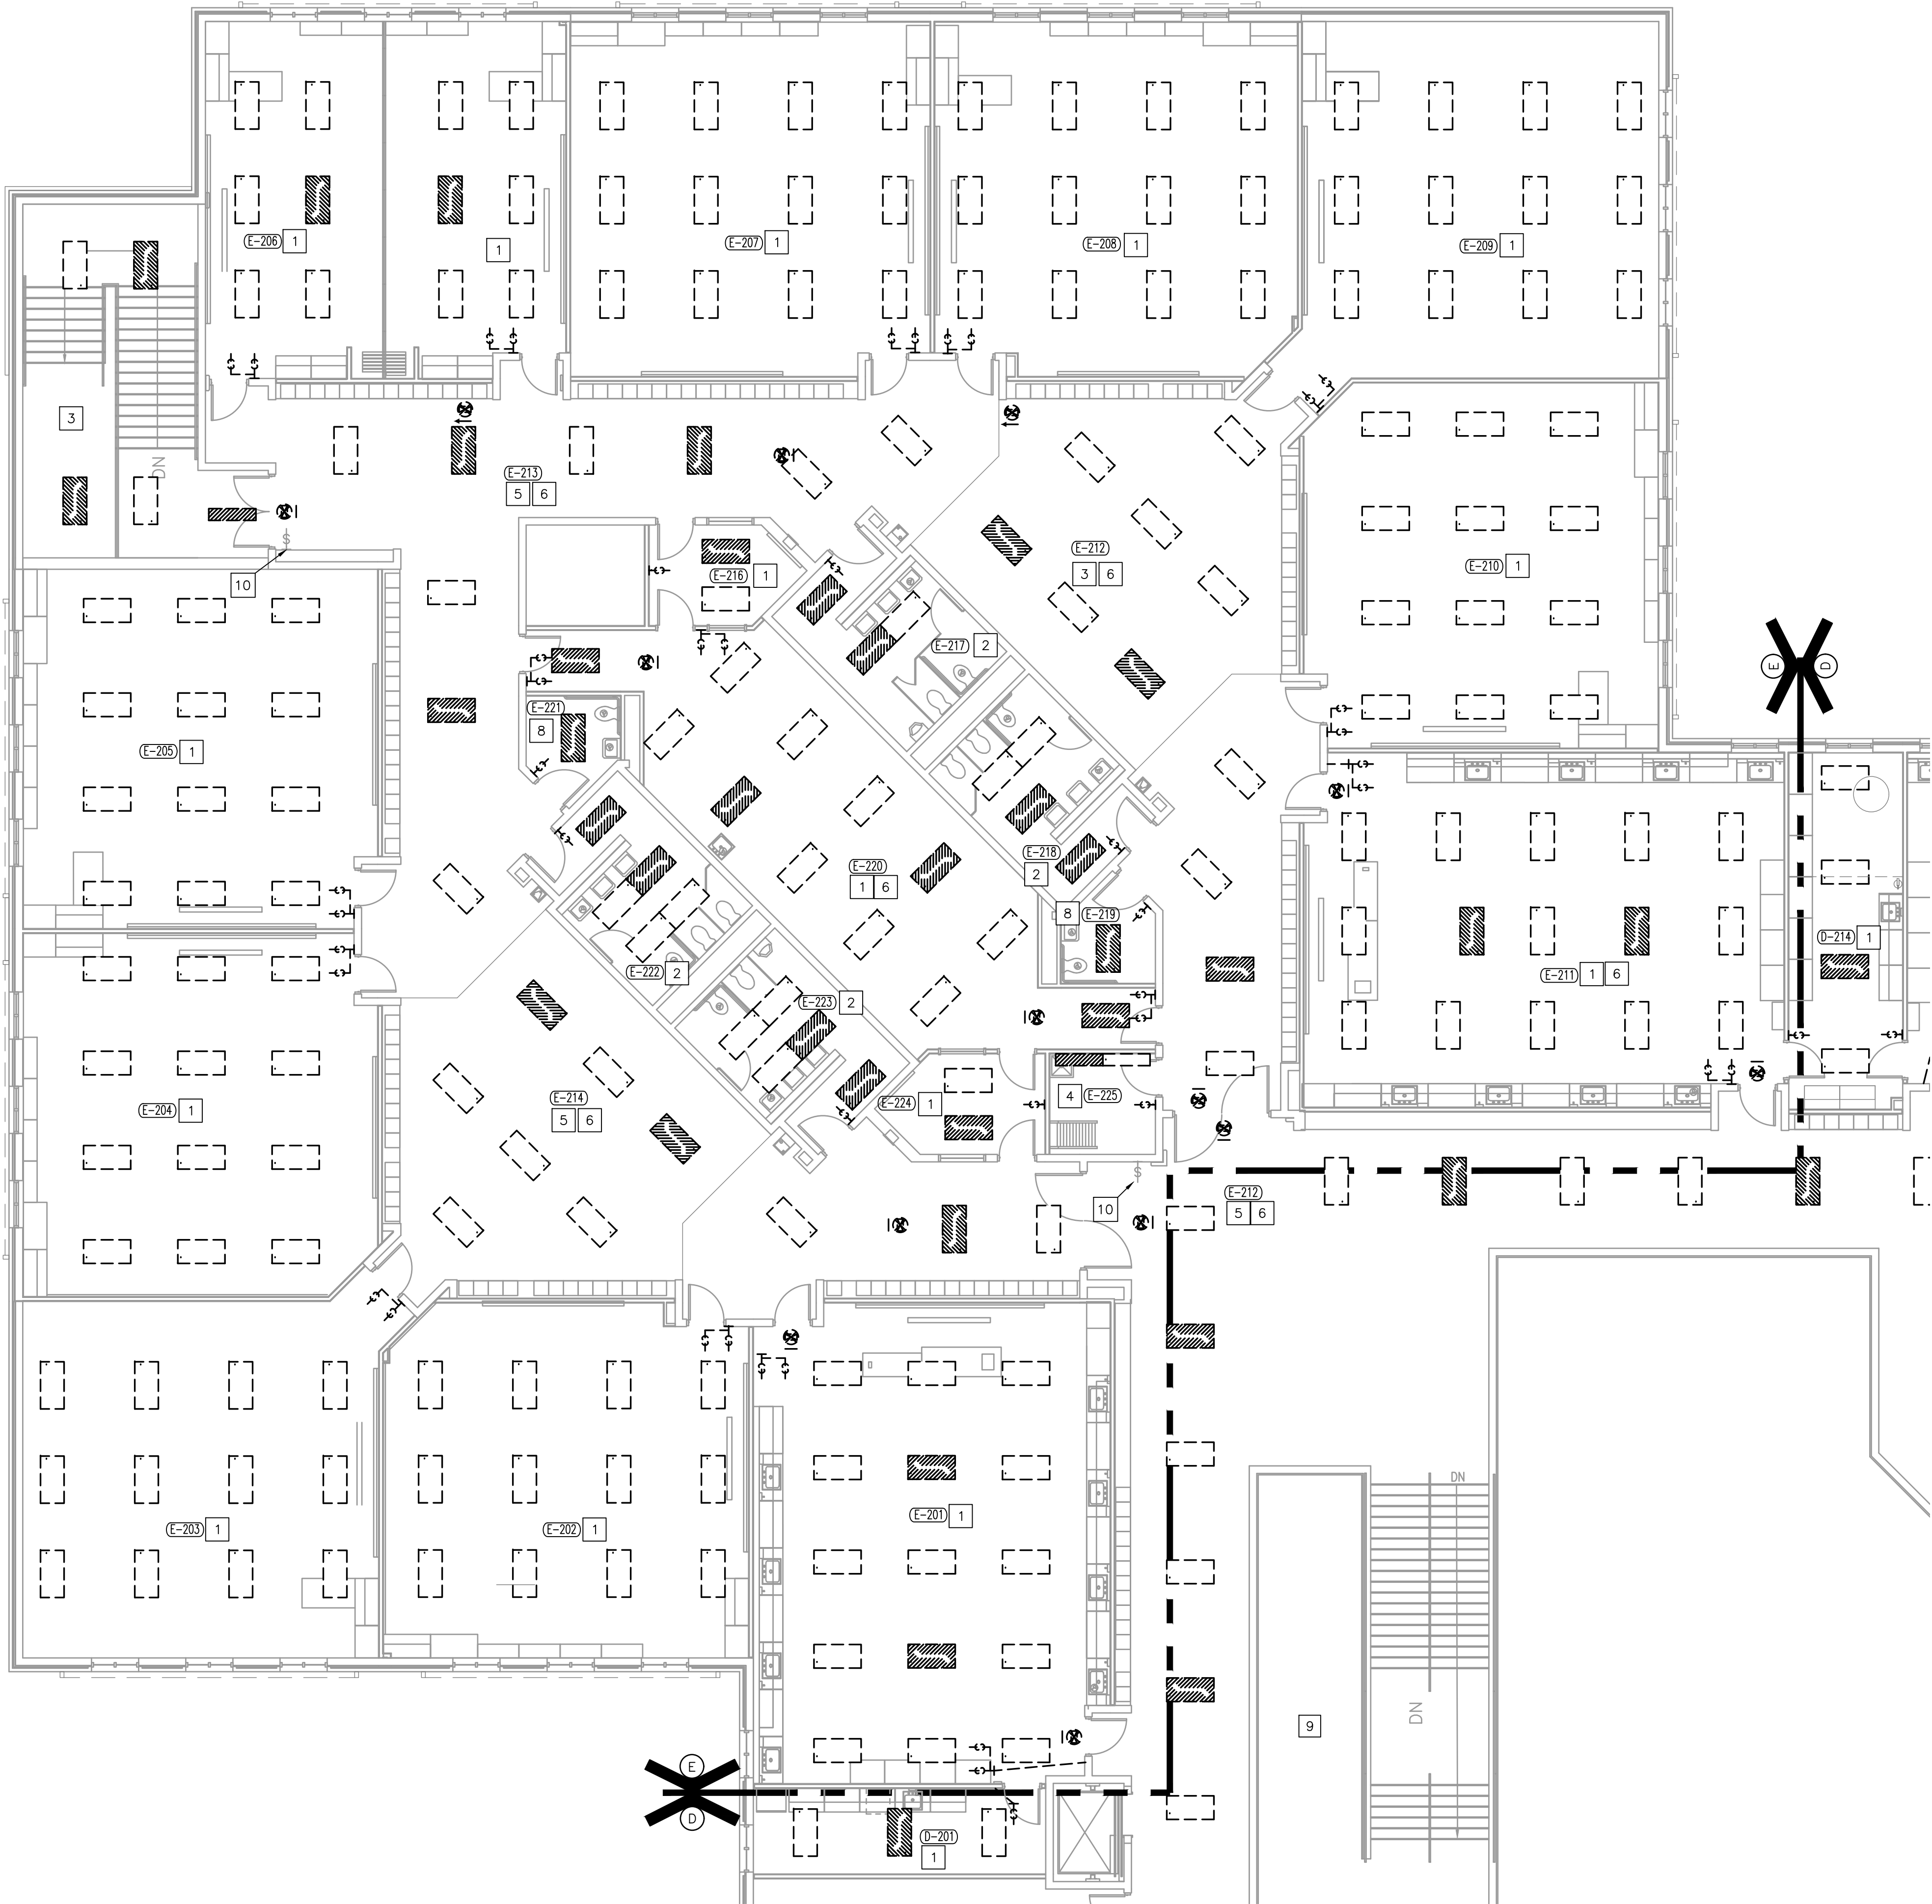 E-206 1
1
E-207 1
E-208 1
E-209 1
3
DN
E-213
5 6
10
E-216 1
E-212
3 6
E-210 1
E-217 2
E D
E-221
8
E-205 1
E-220
1 6
E-218
2
8 E-219
D-214 1
E-211 1 6
E-222 2
E-223 2
E-214
5 6
E-224 1
4 E-225
E-204 1
S
S
10
E-212
5 6
DN
E-203 1
E-202 1
E-201 1
DN
9
E
D
D-201
1